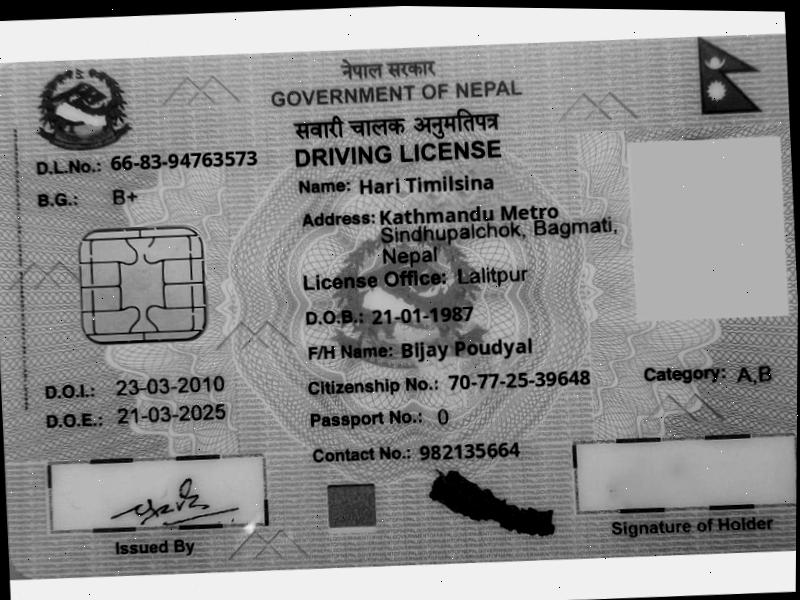 नेपाल सरकार
GOVERNMENT OF NEPAL
सवारी चालक अनुमतिपत्र
DRIVING LICENSE
D.L.No.: 66-83-94763573
B.G.: B+
Name: Hari Timilsina
Address: Kathmandu Metro
Sindhupalchok, Bagmati,
Nepal
License Office: Lalitpur
D.O.B.: 21-01-1987
F/H Name: Bijay Poudyal
D.O.I.: 23-03-2010
Citizenship No.: 70-77-25-39648
Category: A,B
D.O.E.: 21-03-2025
Passport No.: 0
Contact No.: 982135664
Issued By
Signature of Holder